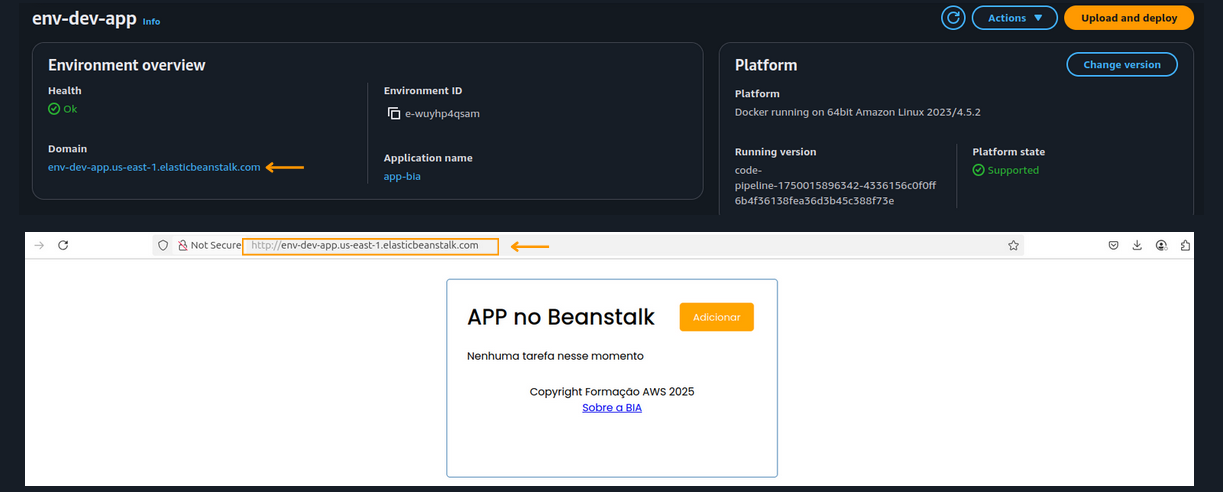 env-dev-app Info
Actions ▼
Upload and deploy
Environment overview
Health
Ok
Environment ID
e-wuyhp4qsam
Domain
env-dev-app.us-east-1.elasticbeanstalk.com
Application name
app-bia
Platform
Change version
Platform
Docker running on 64bit Amazon Linux 2023/4.5.2
Running version
code-
pipeline-1750015896342-4336156c0f0ff
6b4f36138fea36d3b45c388f73e
Platform state
Supported
Not Secure http://env-dev-app.us-east-1.elasticbeanstalk.com
APP no Beanstalk
Adicionar
Nenhuma tarefa nesse momento
Copyright Formação AWS 2025
Sobre a BIA